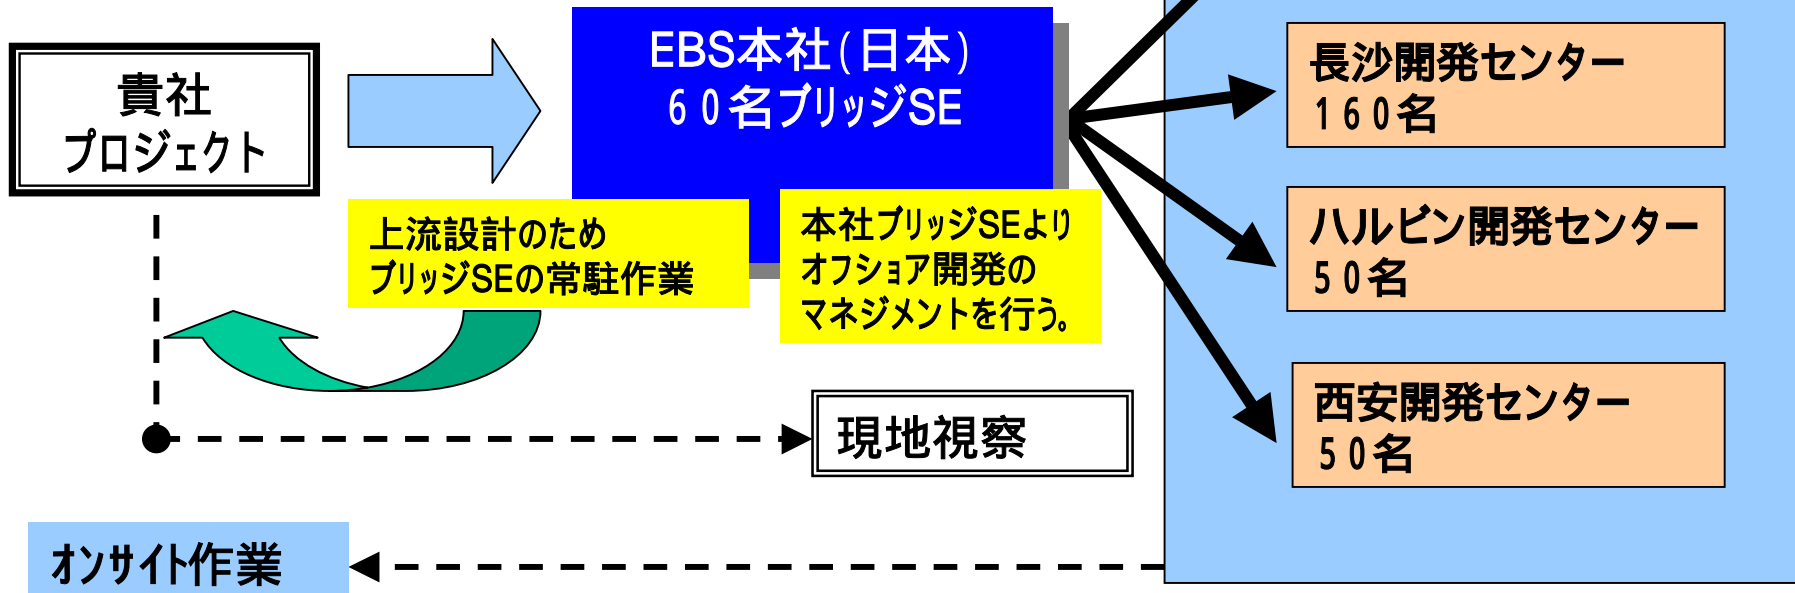 貴社
プロジェクト
EBS本社(日本)
60名ブリッジSE
上流設計のため
ブリッジSEの常駐作業
本社ブリッジSEより
オフショア開発の
マネジメントを行う。
長沙開発センター
160名
ハルビン開発センター
50名
西安開発センター
50名
現地視察
オンサイト作業